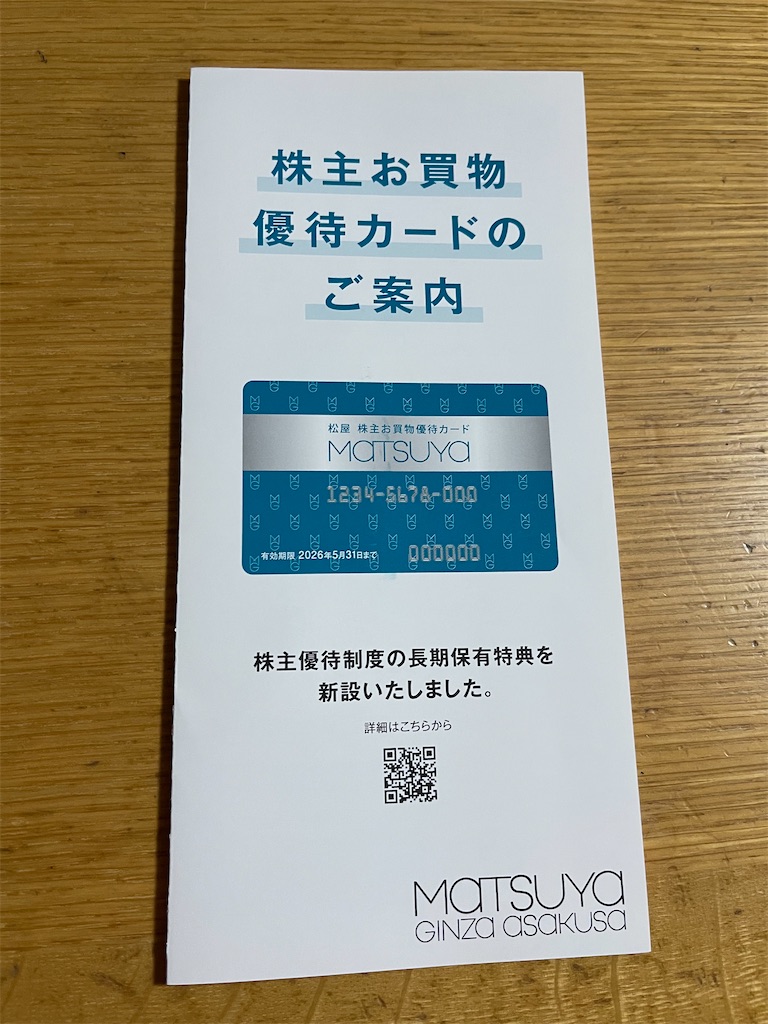 株主お買物
優待カードの
ご案内
松屋 株主お買物優待カード
MATSUYA
1234-5678-000
有効期限 2026年5月31日まで
000000
株主優待制度の長期保有特典を
新設いたしました。
詳細はこちらから
MATSUYA
GINZA ASAKUSA